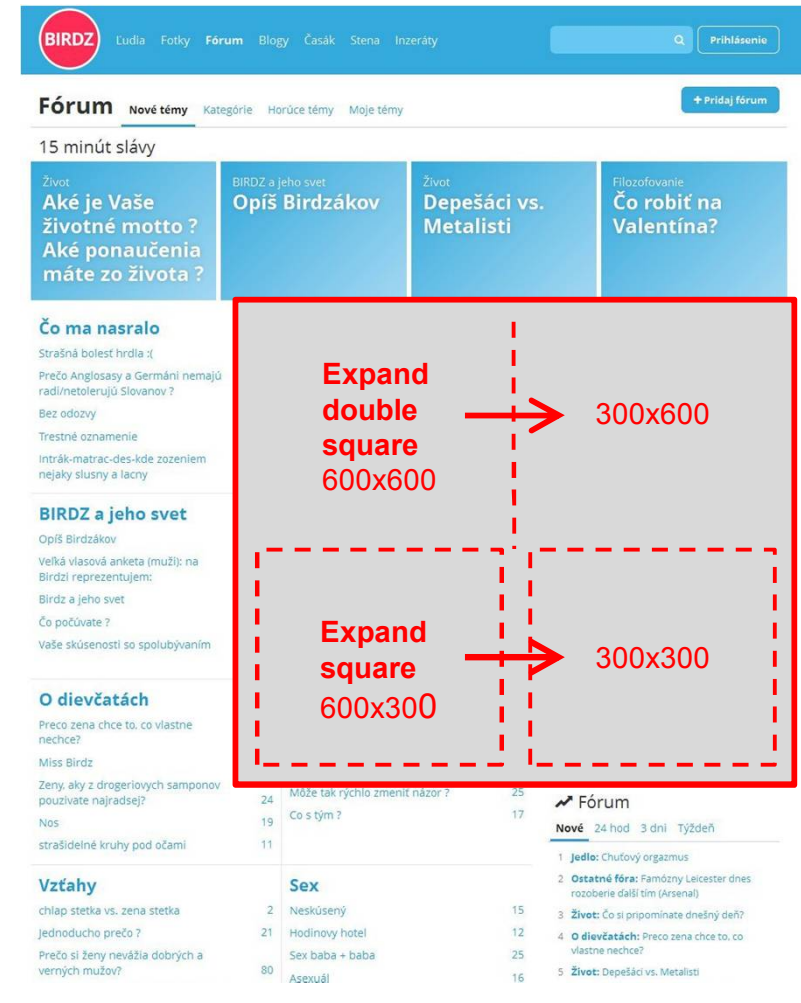 BIRDZ
Ľudia Fotky Fórum Blogy Časák Stena Inzeráty
Prihlásenie
Fórum Nové témy Kategórie Horúce témy Moje témy
+ Pridaj fórum
15 minút slávy
Život
Aké je Vaše
životné motto ?
Aké ponaučenia
máte zo života ?
BIRDZ a jeho svet
Opíš Birdzákov
Život
Depešáci vs.
Metalisti
Filozofovanie
Čo robiť na
Valentína?
Čo ma nasralo
Strašná bolesť hrdla :(
Prečo Anglosasy a Germáni nemajú
radi/netolerujú Slovanov ?
Bez odozvy
Trestné oznamenie
Intrák-matrac-des-kde zozeniem
nejaky slusny a lacny
BIRDZ a jeho svet
Opíš Birdzákov
Veľká vlasová anketa (muži): na
Birdzi reprezentujem:
Birdz a jeho svet
Čo počúvate ?
Vaše skúsenosti so spolubývaním
Expand
double
square
600x600
300x600
Expand
square
600x300
300x300
O dievčatách
Preco zena chce to, co vlastne
nechce?
Miss Birdz
Zeny, aky z drogeriovych samponov
pouzivate najradsej? 24
Nos 19
strašidelné kruhy pod očami 11
Môže tak rýchlo zmeniť názor ? 25
Co s tým ? 17
Vzťahy
chlap stetka vs. zena stetka 2
Jednoducho prečo ? 21
Prečo si ženy nevážia dobrých a
verných mužov? 80
Sex
Neskúsený 15
Hodinovy hotel 12
Sex baba + baba 25
Asexuál 16
Fórum
Nové 24 hod 3 dni Týždeň
1 Jedlo: Chuťový orgazmus
2 Ostatné fóra: Famózny Leicester dnes
rozoberie ďalší tím (Arsenal)
3 Život: Čo si pripomínate dnešný deň?
4 O dievčatách: Preco zena chce to, co
vlastne nechce?
5 Život: Depešáci vs. Metalisti